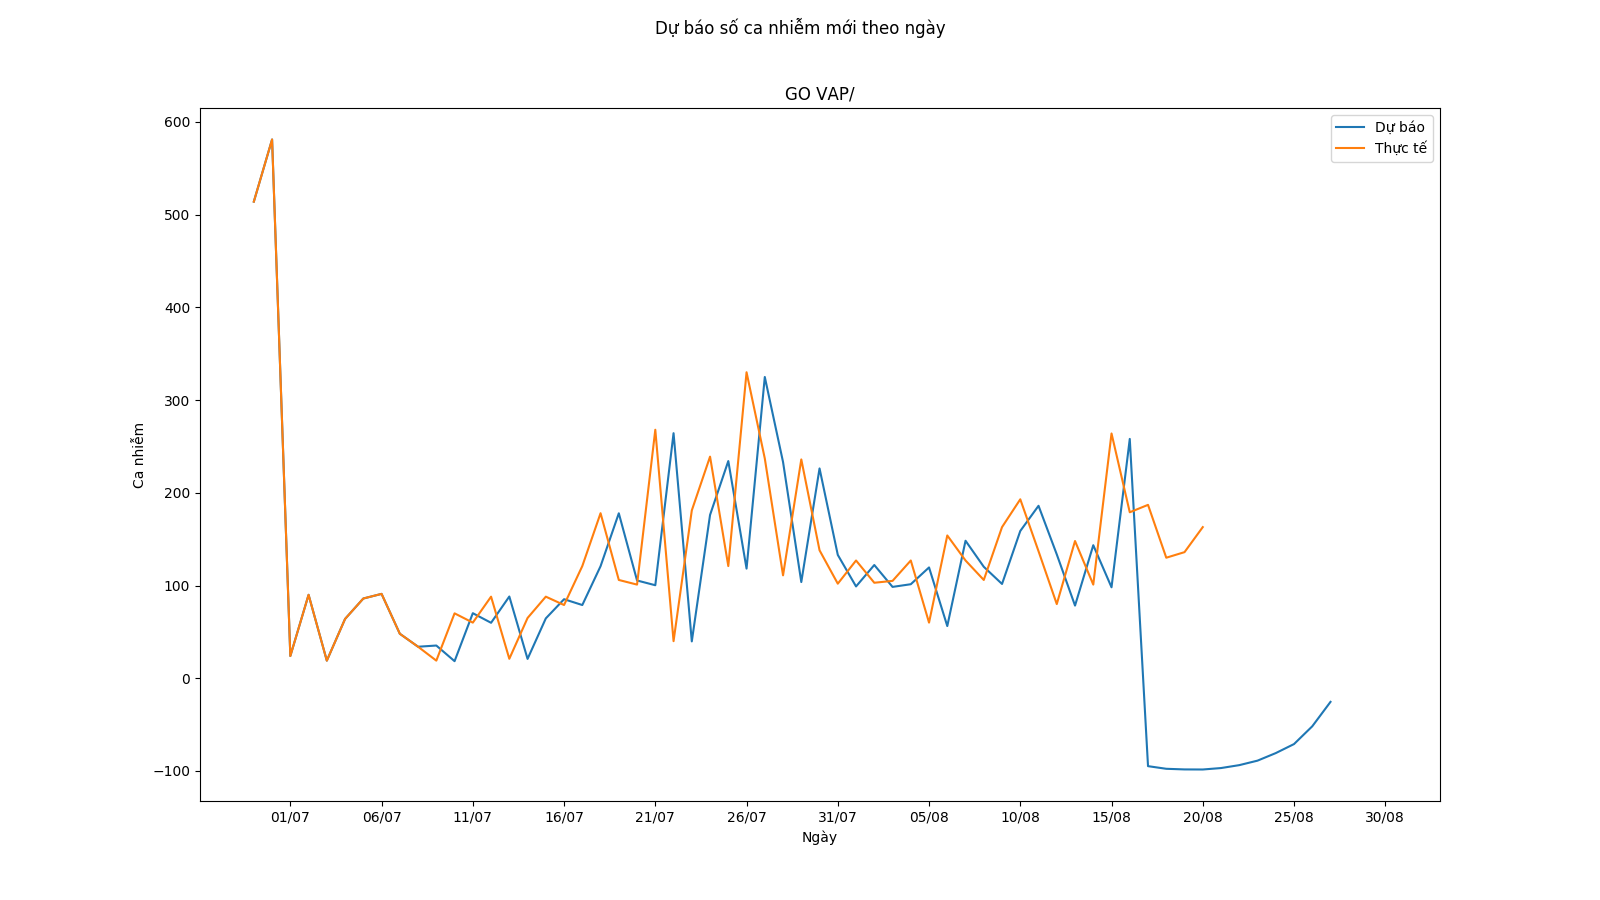 Dự báo số ca nhiễm mới theo ngày
GO VAP/
Dự báo
Thực tế
600
500
400
300
200
100
0
−100
Ca nhiễm
01/07 06/07 11/07 16/07 21/07 26/07 31/07 05/08 10/08 15/08 20/08 25/08 30/08
Ngày